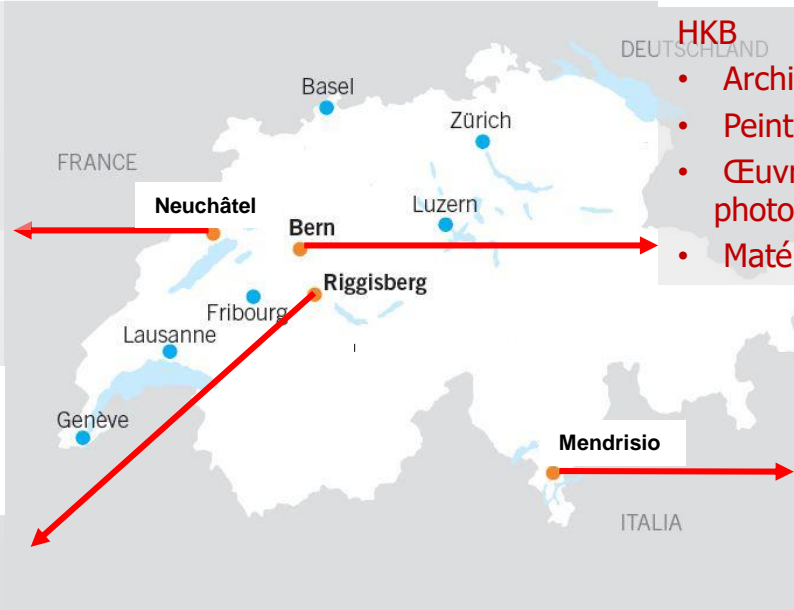 HKB
DEUTSCHLAND
• Archi
Basel
• Peint
Zürich
FRANCE
• Œuvr
photo
Neuchâtel
Luzern
Bern
• Maté
Riggisberg
Fribourg
Lausanne
Genève
Mendrisio
ITALIA